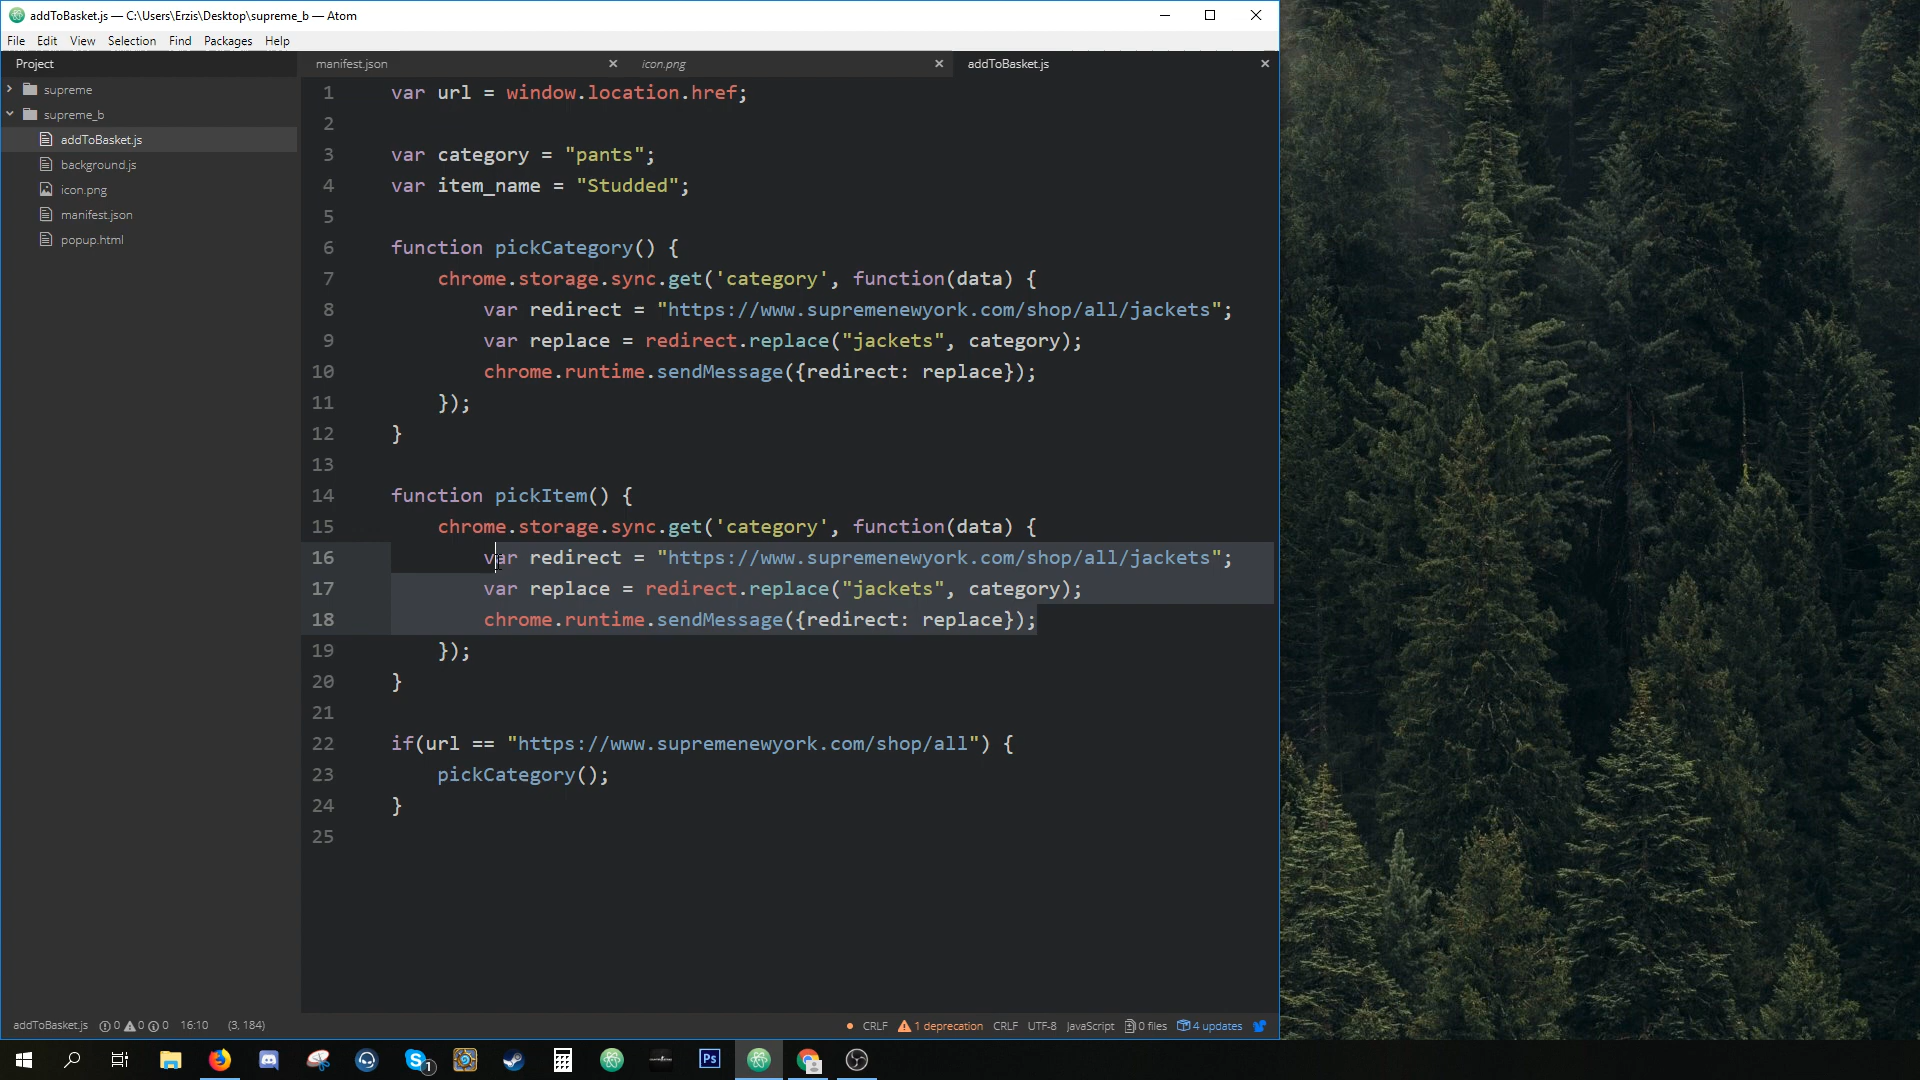 addToBasket.js — C:\Users\Erzis\Desktop\supreme_b — Atom
File Edit View Selection Find Packages Help
Project
supreme
supreme_b
addToBasket.js
background.js
icon.png
manifest.json
popup.html
manifest.json
icon.png
addToBasket.js
1 var url = window.location.href;
2
3 var category = "pants";
4 var item_name = "Studded";
5
6 function pickCategory() {
7 chrome.storage.sync.get('category', function(data) {
8 var redirect = "https://www.supremenewyork.com/shop/all/jackets";
9 var replace = redirect.replace("jackets", category);
10 chrome.runtime.sendMessage({redirect: replace});
11 });
12 }
13
14 function pickItem() {
15 chrome.storage.sync.get('category', function(data) {
16 var redirect = "https://www.supremenewyork.com/shop/all/jackets";
17 var replace = redirect.replace("jackets", category);
18 chrome.runtime.sendMessage({redirect: replace});
19 });
20 }
21
22 if(url == "https://www.supremenewyork.com/shop/all") {
23 pickCategory();
24 }
25
addToBasket.js 0 0 0 16:10 (3, 184)
CRLF 1 deprecation CRLF UTF-8 JavaScript 0 files 4 updates
1
Ps